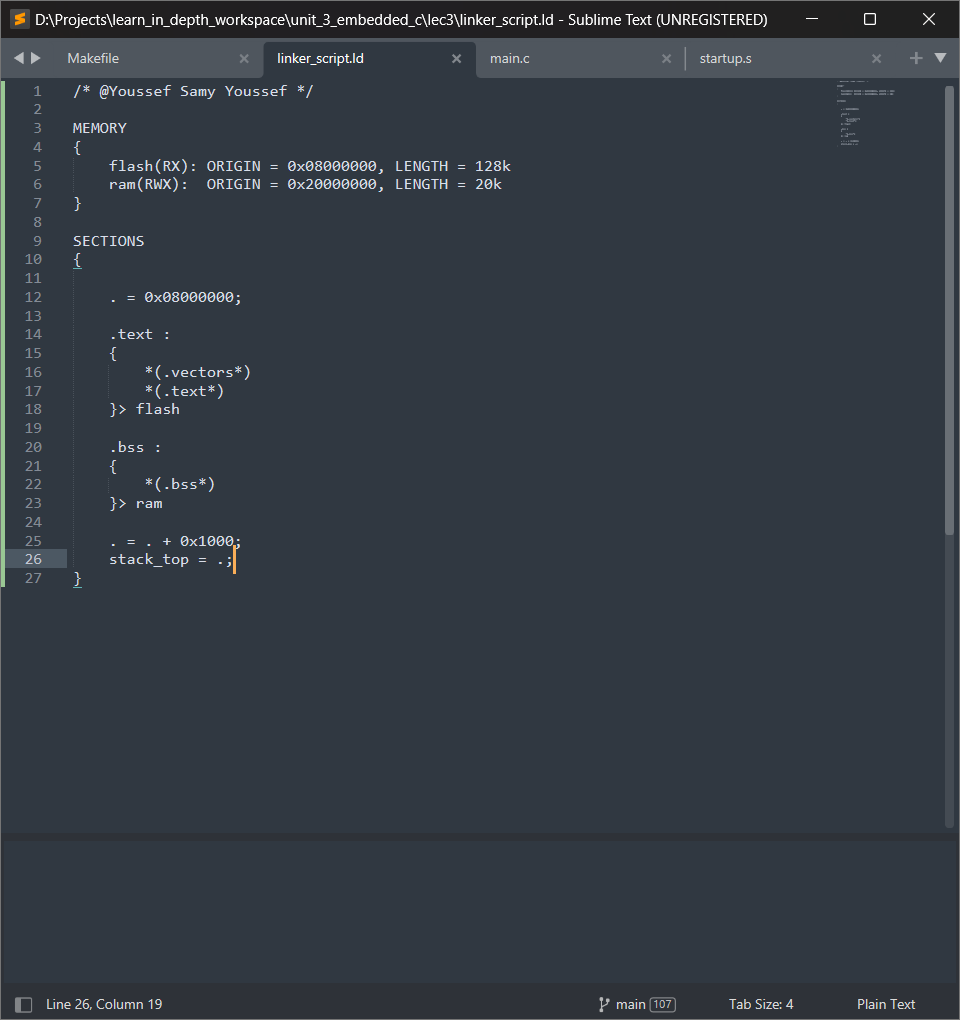 D:\Projects\learn_in_depth_workspace\unit_3_embedded_c\lec3\linker_script.ld - Sublime Text (UNREGISTERED)
Makefile linker_script.ld main.c startup.s
1 /* @Youssef Samy Youssef */
2
3 MEMORY
4 {
5 flash(RX): ORIGIN = 0x08000000, LENGTH = 128k
6 ram(RWX):  ORIGIN = 0x20000000, LENGTH = 20k
7 }
8
9 SECTIONS
10 {
11
12 . = 0x08000000;
13
14 .text :
15 {
16 *(.vectors*)
17 *(.text*)
18 }> flash
19
20 .bss :
21 {
22 *(.bss*)
23 }> ram
24
25 . = . + 0x1000;
26 stack_top = .;
27 }
Line 26, Column 19 main 107 Tab Size: 4 Plain Text